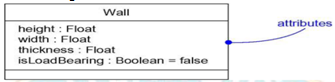 Wall
height : Float
width : Float
thickness : Float
isLoadBearing : Boolean = false
attributes